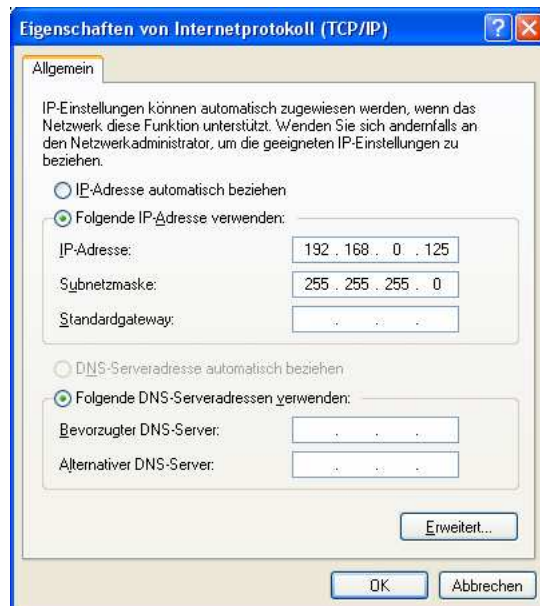 Eigenschaften von Internetprotokoll (TCP/IP)
Allgemein
IP-Einstellungen können automatisch zugewiesen werden, wenn das
Netzwerk diese Funktion unterstützt. Wenden Sie sich andernfalls an
den Netzwerkadministrator, um die geeigneten IP-Einstellungen zu
beziehen.
IP-Adresse automatisch beziehen
Folgende IP-Adresse verwenden:
IP-Adresse: 192 . 168 . 0 . 125
Subnetzmaske: 255 . 255 . 255 . 0
Standardgateway: . . .
DNS-Serveradresse automatisch beziehen
Folgende DNS-Serveradressen verwenden:
Bevorzugter DNS-Server: . . .
Alternativer DNS-Server: . . .
Erweitert...
OK Abbrechen